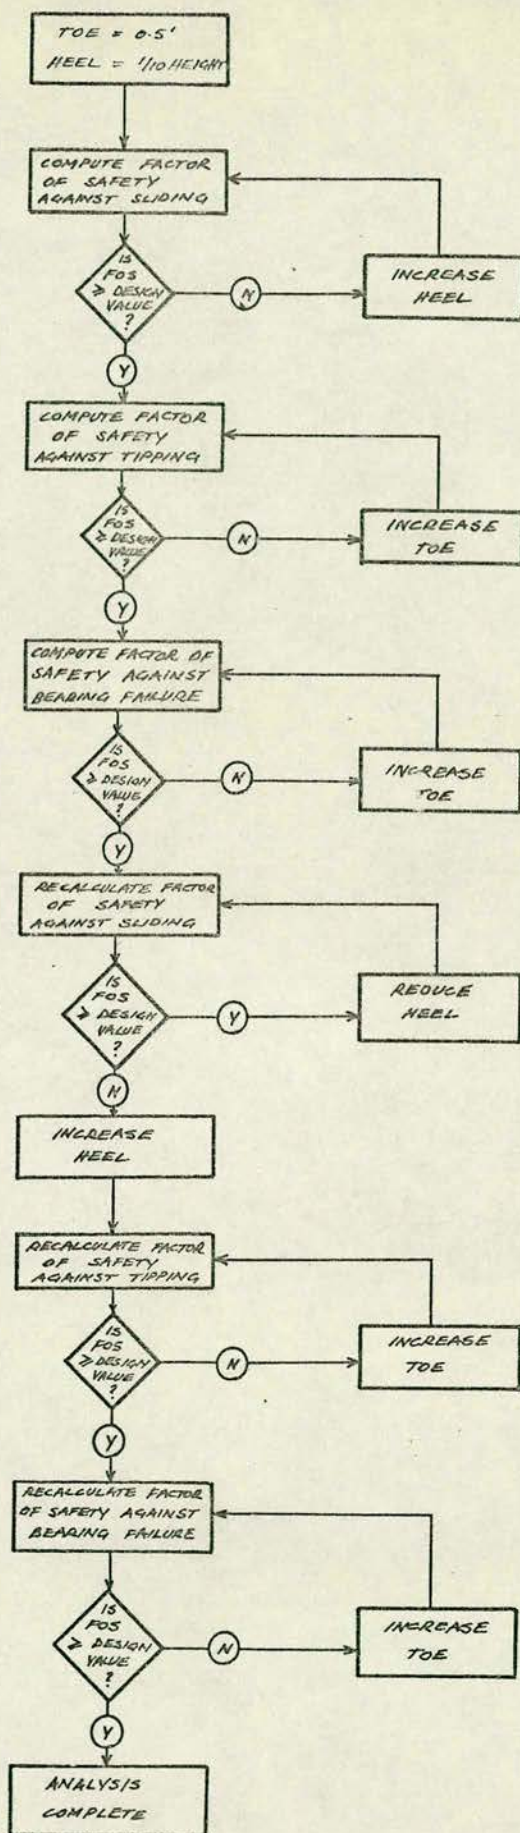 TOE = 0.5'
HEEL = 1/10 HEIGHT
COMPUTE FACTOR
OF SAFETY
AGAINST SLIDING
IS
FOS
≥ DESIGN
VALUE
?
N
INCREASE
HEEL
Y
COMPUTE FACTOR
OF SAFETY
AGAINST TIPPING
IS
FOS
≥ DESIGN
VALUE
?
N
INCREASE
TOE
Y
COMPUTE FACTOR OF
SAFETY AGAINST
BEARING FAILURE
IS
FOS
≥ DESIGN
VALUE
?
N
INCREASE
TOE
Y
RECALCULATE FACTOR
OF SAFETY
AGAINST SLIDING
IS
FOS
≥ DESIGN
VALUE
?
Y
REDUCE
HEEL
N
INCREASE
HEEL
RECALCULATE FACTOR
OF SAFETY
AGAINST TIPPING
IS
FOS
≥ DESIGN
VALUE
?
N
INCREASE
TOE
Y
RECALCULATE FACTOR
OF SAFETY AGAINST
BEARING FAILURE
IS
FOS
≥ DESIGN
VALUE
?
N
INCREASE
TOE
Y
ANALYSIS
COMPLETE